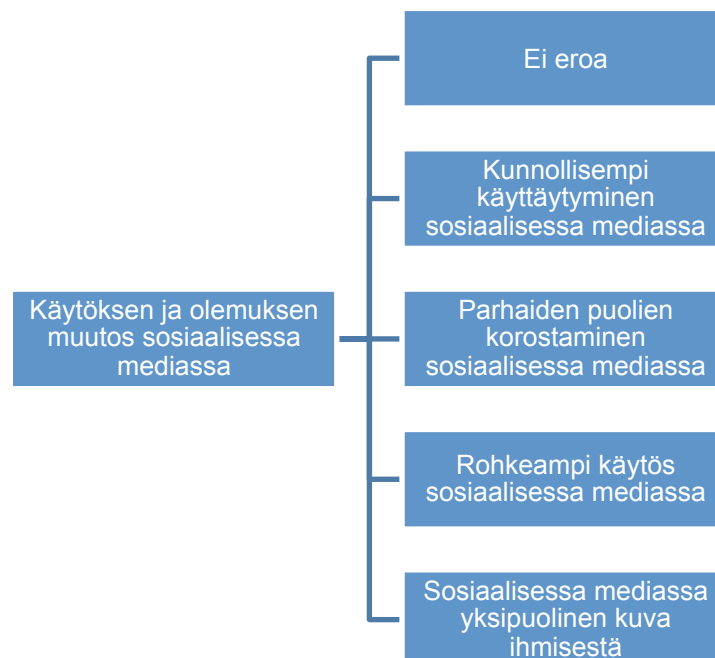 Ei eroa
Kunnollisempi
käyttäytyminen
sosiaalisessa mediassa
Käytöksen ja olemuksen
muutos sosiaalisessa
mediassa
Parhaiden puolien
korostaminen
sosiaalisessa mediassa
Rohkeampi käytös
sosiaalisessa mediassa
Sosiaalisessa mediassa
yksipuolinen kuva
ihmisestä